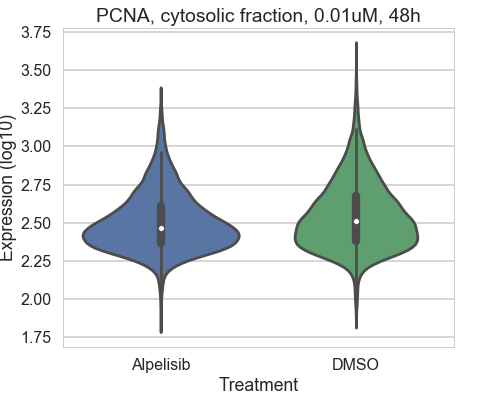 PCNA, cytosolic fraction, 0.01uM, 48h
Expression (log10)
3.75
3.50
3.25
3.00
2.75
2.50
2.25
2.00
1.75
Alpelisib
DMSO
Treatment